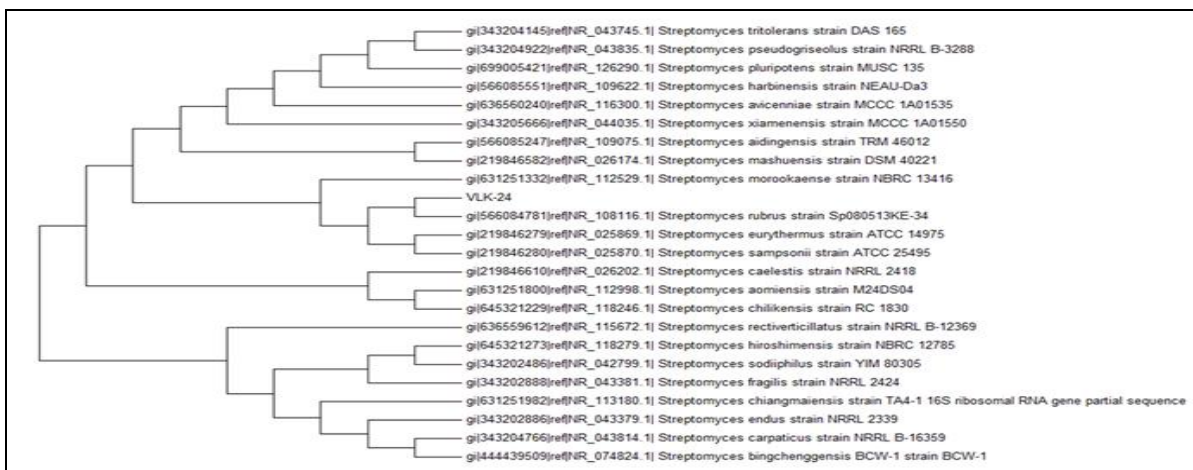 gi|343204145|ref|NR_043745.1| Streptomyces tritolerans strain DAS 165
gi|343204922|ref|NR_043835.1| Streptomyces pseudogriseolus strain NRRL B-3288
gi|699005421|ref|NR_126290.1| Streptomyces pluripotens strain MUSC 135
gi|566085551|ref|NR_109622.1| Streptomyces harbinensis strain NEAU-Da3
gi|636560240|ref|NR_116300.1| Streptomyces avicenniae strain MCCC 1A01535
gi|343205666|ref|NR_044035.1| Streptomyces xiamenensis strain MCCC 1A01550
gi|566085247|ref|NR_109075.1| Streptomyces aidingensis strain TRM 46012
gi|219846582|ref|NR_026174.1| Streptomyces mashuensis strain DSM 40221
gi|631251332|ref|NR_112529.1| Streptomyces morookaense strain NBRC 13416
VLK-24
gi|566084781|ref|NR_108116.1| Streptomyces rubrus strain Sp080513KE-34
gi|219846279|ref|NR_025869.1| Streptomyces eurythermus strain ATCC 14975
gi|219846280|ref|NR_025870.1| Streptomyces sampsonii strain ATCC 25495
gi|219846610|ref|NR_026202.1| Streptomyces caelestis strain NRRL 2418
gi|631251800|ref|NR_112998.1| Streptomyces aomiensis strain M24DS04
gi|645321229|ref|NR_118246.1| Streptomyces chilikensis strain RC 1830
gi|636559612|ref|NR_115672.1| Streptomyces rectiverticillatus strain NRRL B-12369
gi|645321273|ref|NR_118279.1| Streptomyces hiroshimensis strain NBRC 12785
gi|343202486|ref|NR_042799.1| Streptomyces sodiiphilus strain YIM 80305
gi|343202888|ref|NR_043381.1| Streptomyces fragilis strain NRRL 2424
gi|631251982|ref|NR_113180.1| Streptomyces chiangmaiensis strain TA4-1 16S ribosomal RNA gene partial sequence
gi|343202886|ref|NR_043379.1| Streptomyces endus strain NRRL 2339
gi|343204766|ref|NR_043814.1| Streptomyces carpaticus strain NRRL B-16359
gi|444439509|ref|NR_074824.1| Streptomyces bingchenggensis BCW-1 strain BCW-1